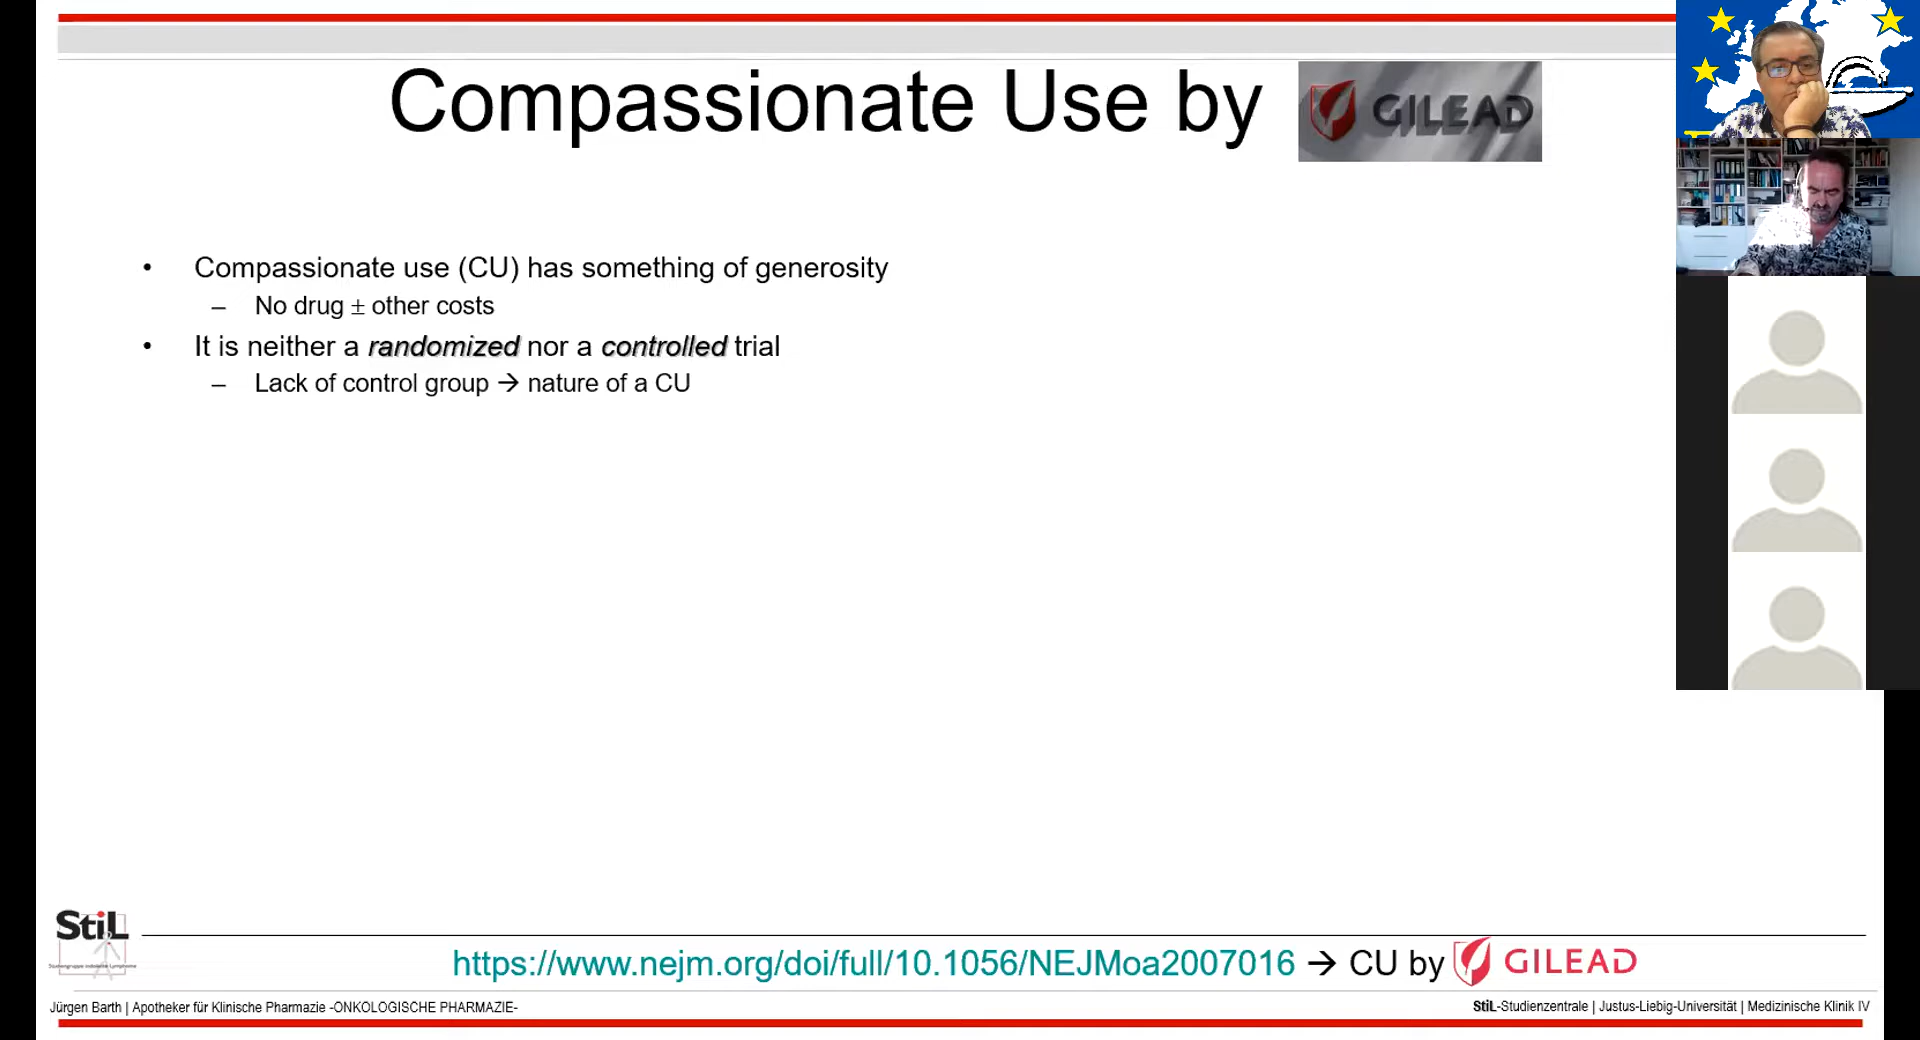 Compassionate Use by GILEAD
• Compassionate use (CU) has something of generosity
– No drug ± other costs
• It is neither a randomized nor a controlled trial
– Lack of control group → nature of a CU
StiL
https://www.nejm.org/doi/full/10.1056/NEJMoa2007016 → CU by GILEAD
Jürgen Barth | Apotheker für Klinische Pharmazie -ONKOLOGISCHE PHARMAZIE-
StiL-Studienzentrale | Justus-Liebig-Universität | Medizinische Klinik IV